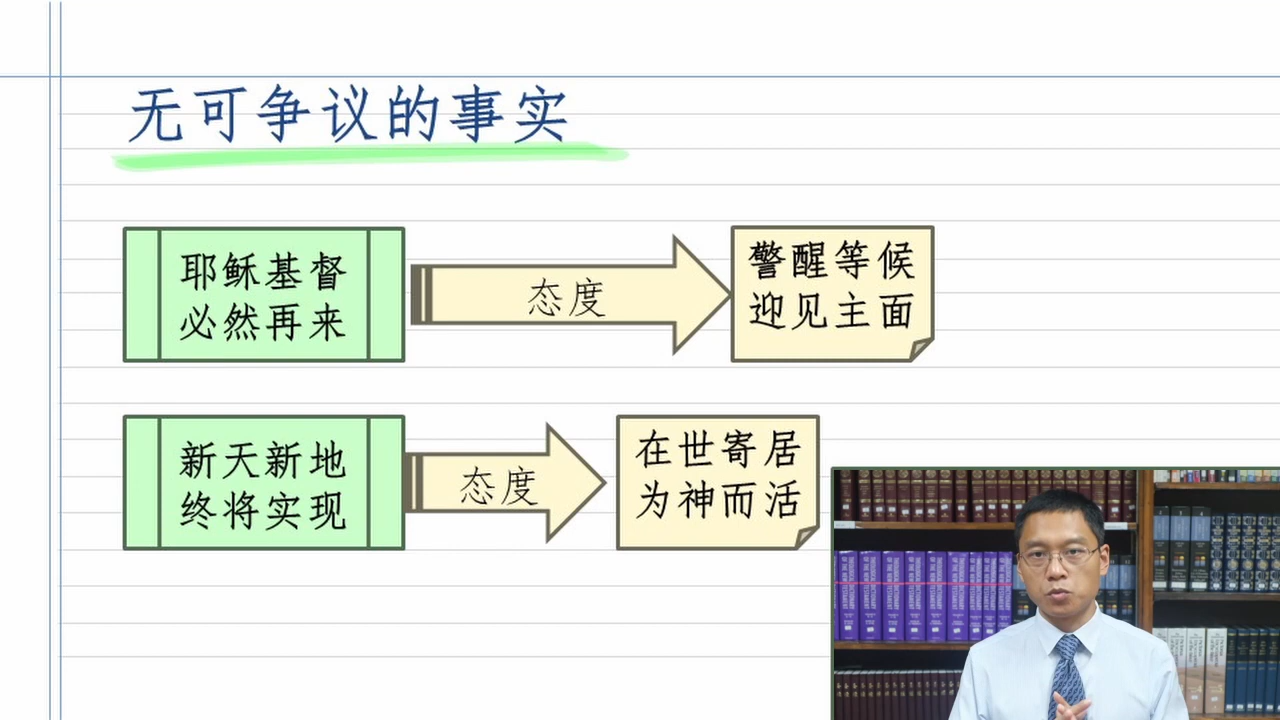 无可争议的事实
耶稣基督
必然再来
态度
警醒等候
迎见主面
新天新地
终将实现
态度
在世寄居
为神而活